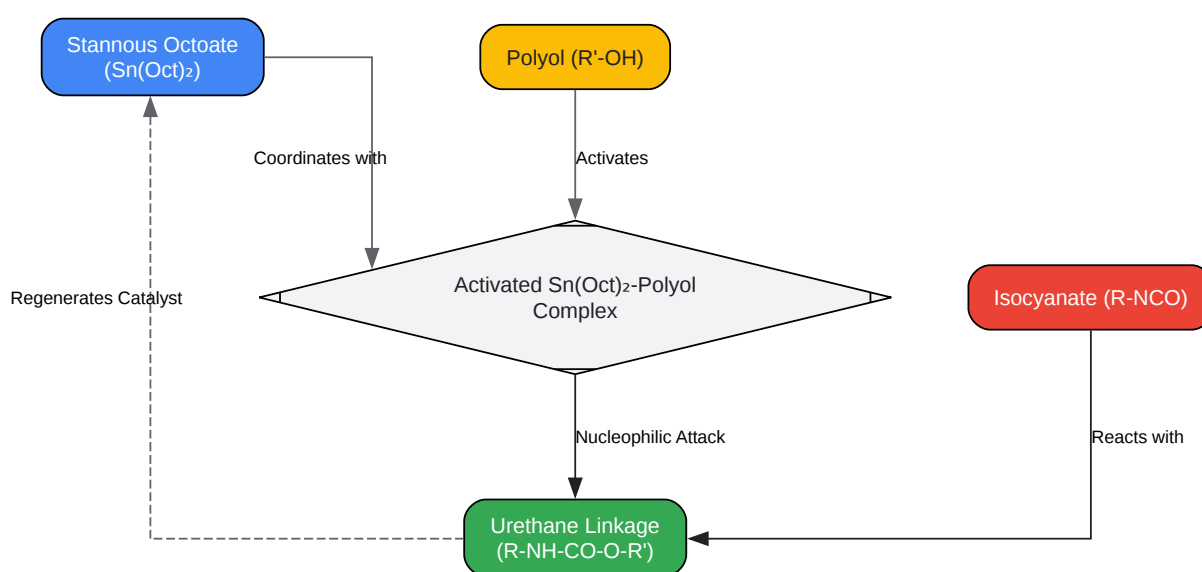 Stannous Octoate
(Sn(Oct)₂)
Polyol (R'-OH)
Coordinates with
Activates
Activated Sn(Oct)₂-Polyol
Complex
Regenerates Catalyst
Isocyanate (R-NCO)
Nucleophilic Attack
Reacts with
Urethane Linkage
(R-NH-CO-O-R')